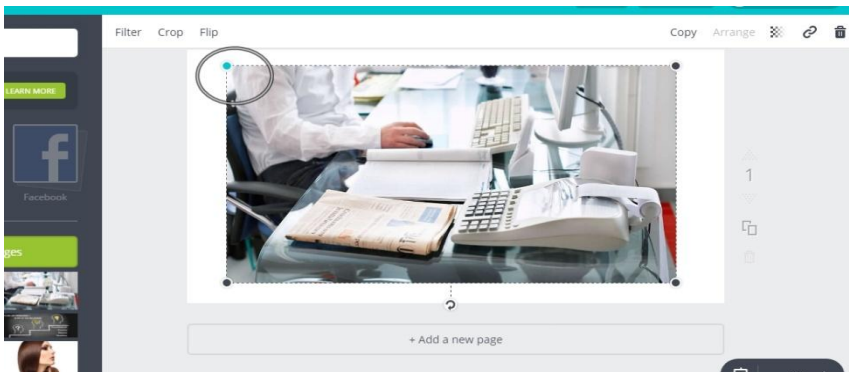 Filter Crop Flip
Copy Arrange
LEARN MORE
f
Facebook
1
ges
+ Add a new page